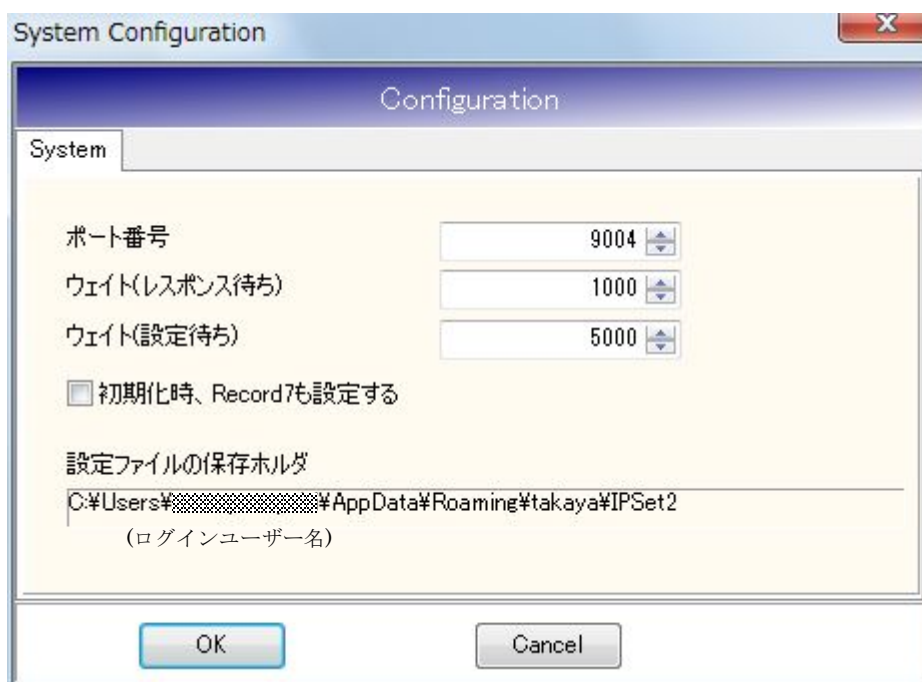 System Configuration
Configuration
System
ポート番号 9004
ウェイト(レスポンス待ち) 1000
ウェイト(設定待ち) 5000
初期化時、Record7も設定する
設定ファイルの保存ホルダ
C:¥Users¥ ¥AppData¥Roaming¥takaya¥IPSet2
(ログインユーザー名)
OK Cancel